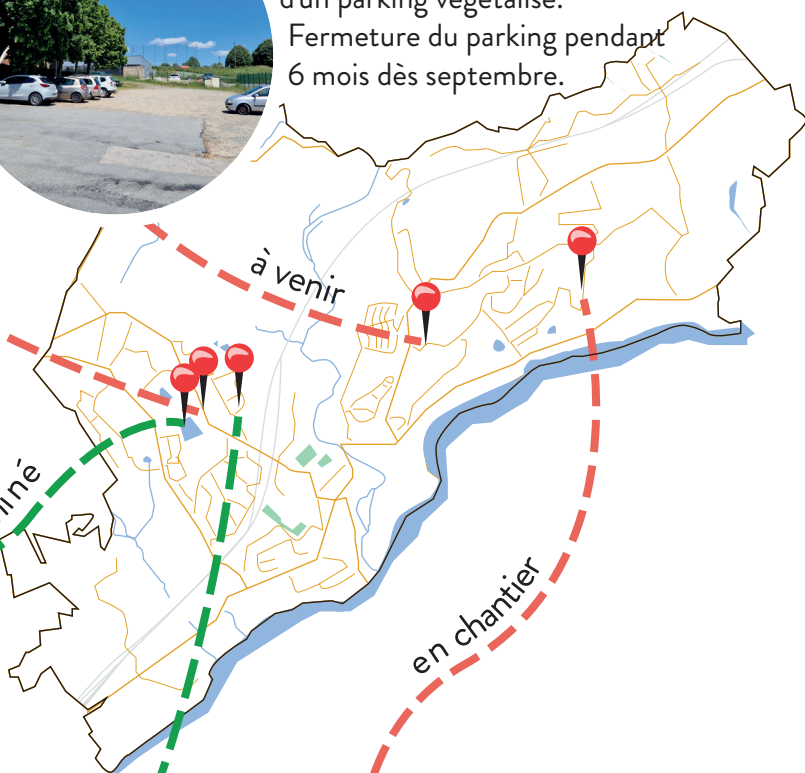 d'un parking végétalisé.
Fermeture du parking pendant
6 mois dès septembre.
à venir
en chantier